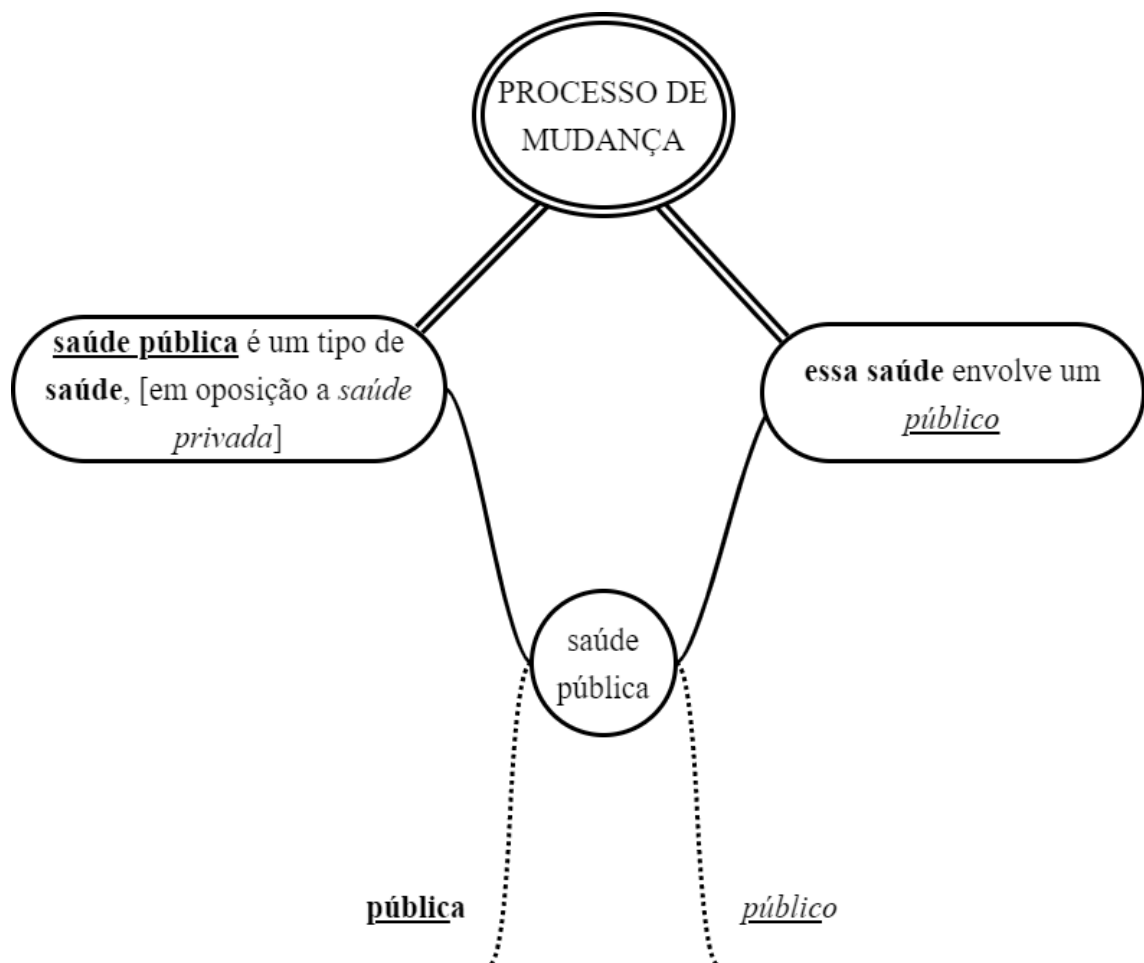 PROCESSO DE
MUDANÇA
saúde pública é um tipo de
saúde, [em oposição a saúde
privada]
essa saúde envolve um
público
saúde
pública
pública
público